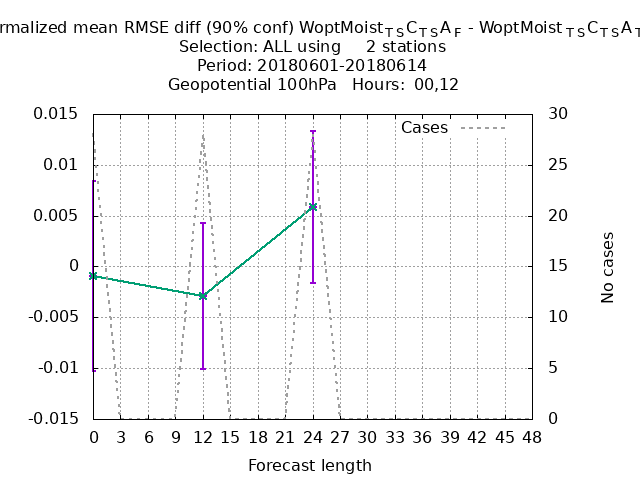 rmalized mean RMSE diff (90% conf) WoptMoistTSCTSAF - WoptMoistTSCTSAT
Selection: ALL using 2 stations
Period: 20180601-20180614
Geopotential 100hPa Hours: 00,12
Cases
0.015
0.01
0.005
0
-0.005
-0.01
-0.015
30
25
20
15
10
5
0
No cases
0 3 6 9 12 15 18 21 24 27 30 33 36 39 42 45 48
Forecast length